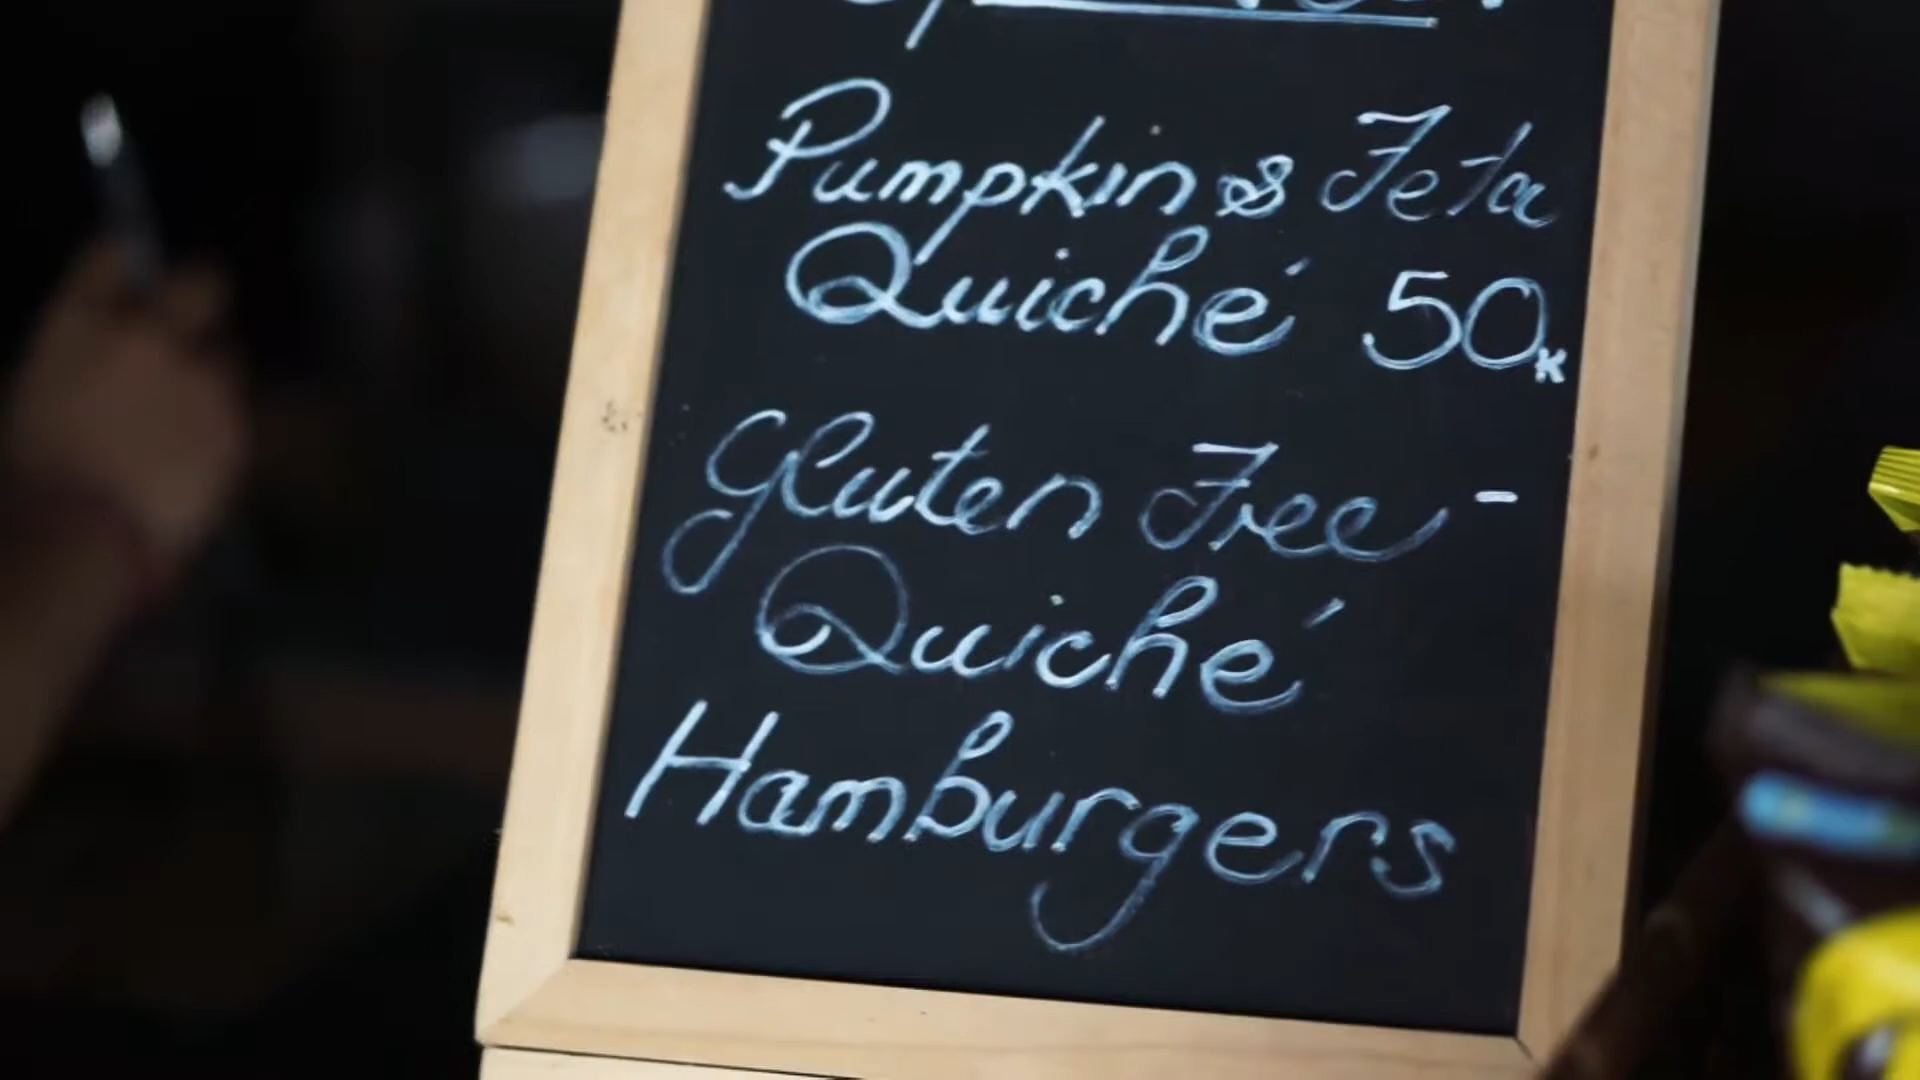 Pumpkin & Feta
Quiché 50K
Gluten Free -
Quiché
Hamburgers